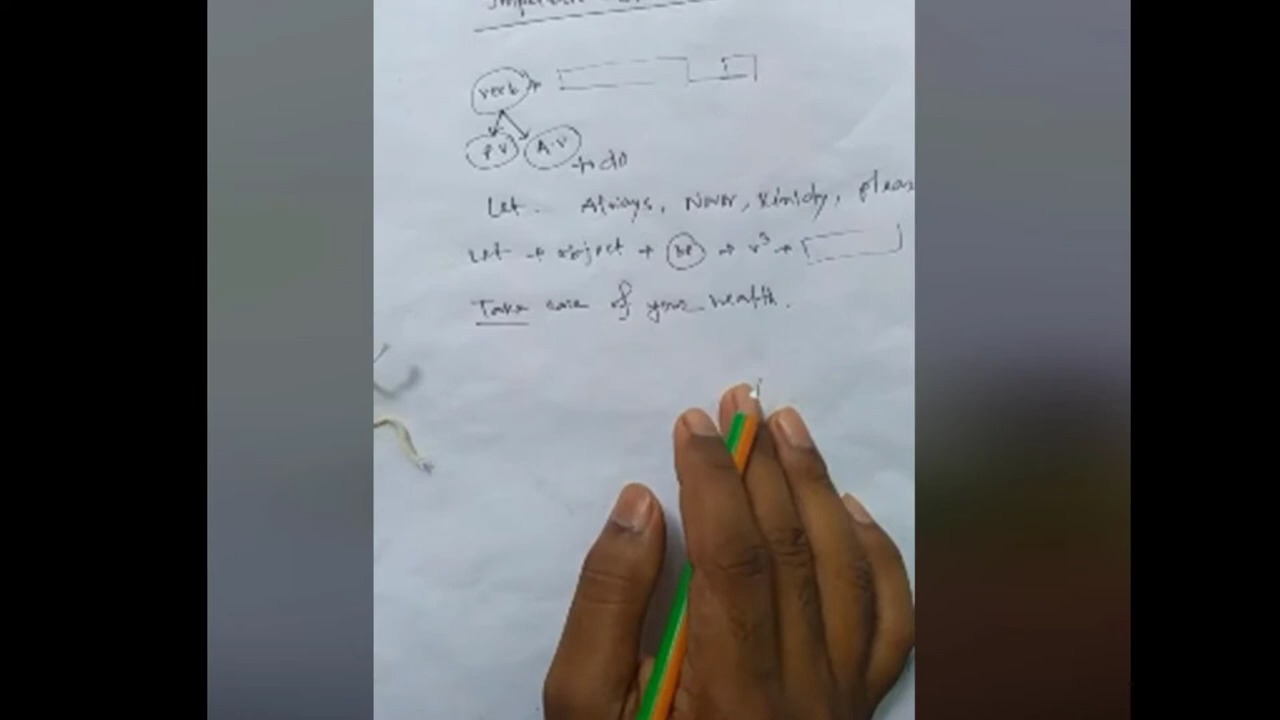 verb +
P.V A.V → do
Let. Always, Never, Kindly, pleas
Let → object → be → v³ →
Take care of your health.